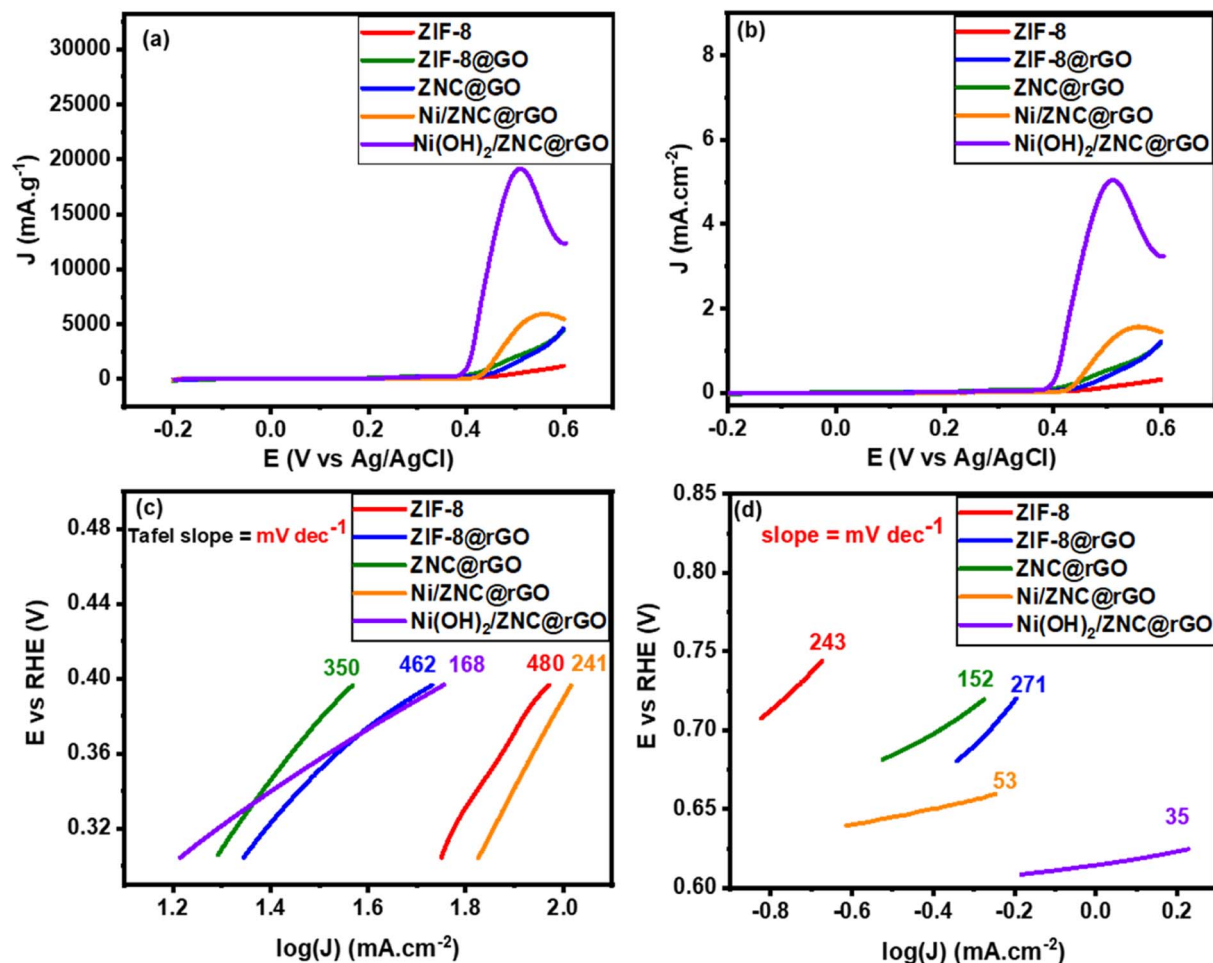 (a)
ZIF-8
ZIF-8@GO
ZNC@GO
Ni/ZNC@rGO
Ni(OH)₂/ZNC@rGO
30000
25000
20000
15000
10000
5000
0
J (mA.g⁻¹)
-0.2 0.0 0.2 0.4 0.6
E (V vs Ag/AgCl)
(b)
ZIF-8
ZIF-8@rGO
ZNC@rGO
Ni/ZNC@rGO
Ni(OH)₂/ZNC@rGO
8
6
4
2
0
J (mA.cm⁻²)
-0.2 0.0 0.2 0.4 0.6
E (V vs Ag/AgCl)
(c)
Tafel slope = mV dec⁻¹
ZIF-8
ZIF-8@rGO
ZNC@rGO
Ni/ZNC@rGO
Ni(OH)₂/ZNC@rGO
350 462 168 480 241
0.48
0.44
0.40
0.36
0.32
E vs RHE (V)
1.2 1.4 1.6 1.8 2.0
log(J) (mA.cm⁻²)
(d)
slope = mV dec⁻¹
ZIF-8
ZIF-8@rGO
ZNC@rGO
Ni/ZNC@rGO
Ni(OH)₂/ZNC@rGO
243
152
271
53
35
0.85
0.80
0.75
0.70
0.65
0.60
E vs RHE (V)
-0.8 -0.6 -0.4 -0.2 0.0 0.2
log(J) (mA.cm⁻²)